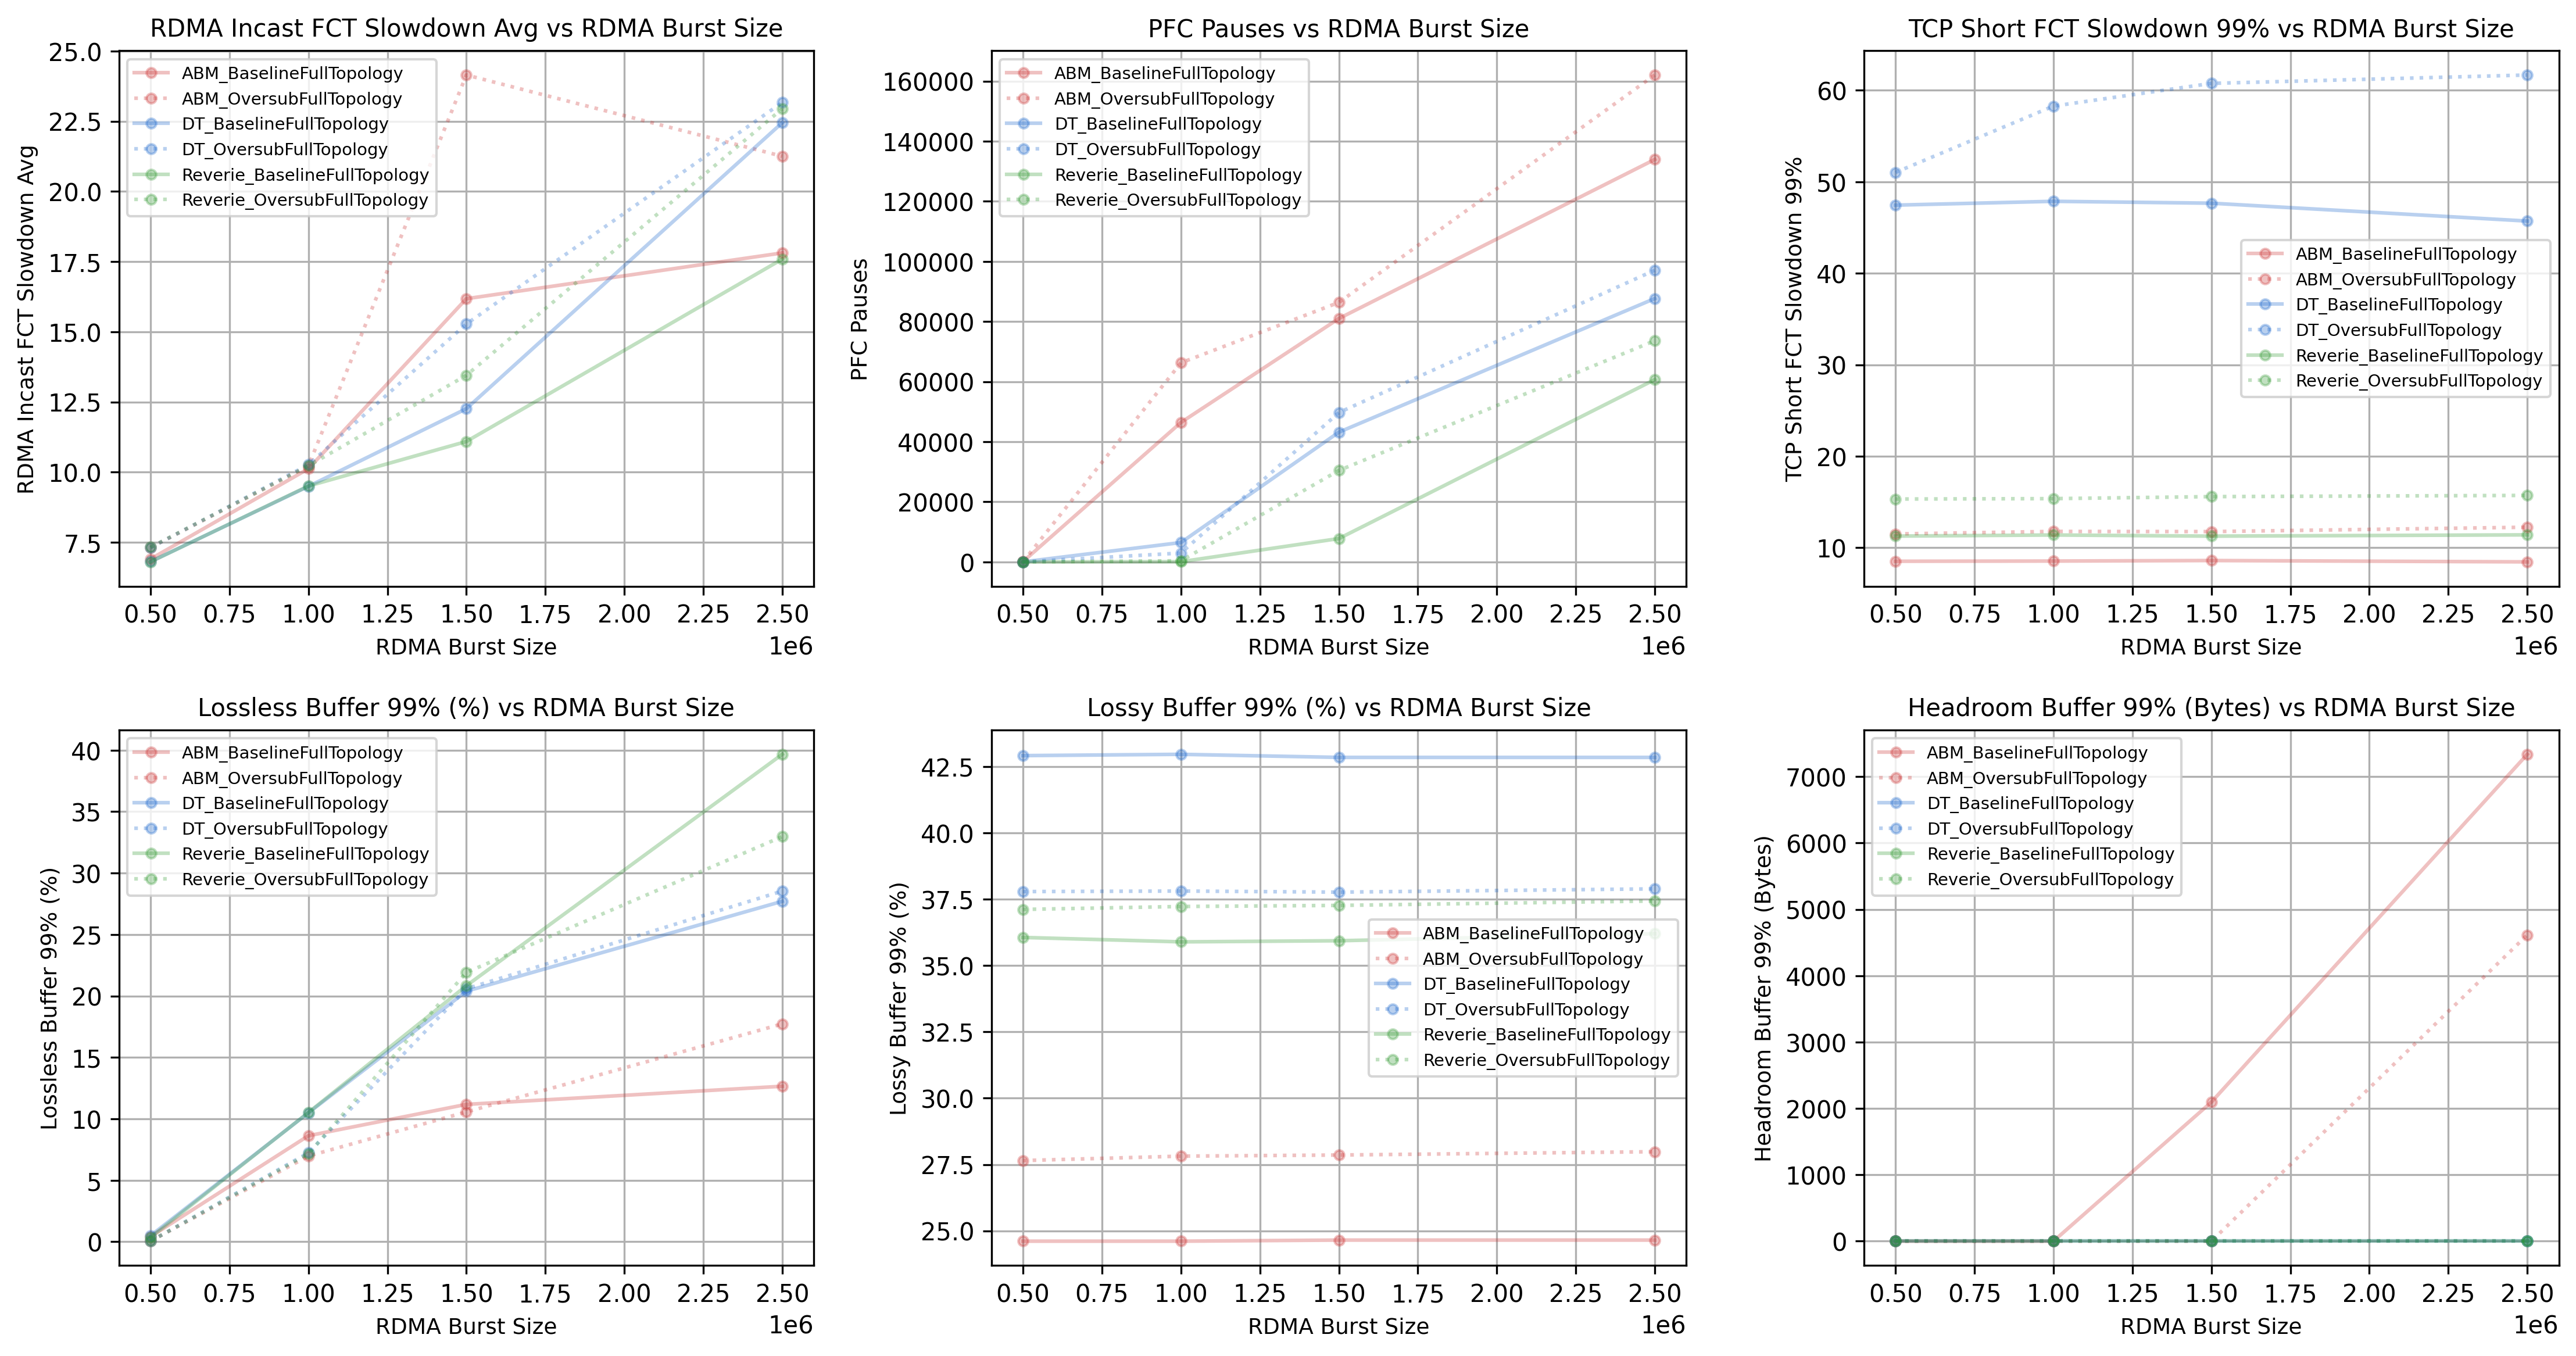 RDMA Incast FCT Slowdown Avg vs RDMA Burst Size
RDMA Incast FCT Slowdown Avg
25.0
22.5
20.0
17.5
15.0
12.5
10.0
7.5
ABM_BaselineFullTopology
ABM_OversubFullTopology
DT_BaselineFullTopology
DT_OversubFullTopology
Reverie_BaselineFullTopology
Reverie_OversubFullTopology
0.50 0.75 1.00 1.25 1.50 1.75 2.00 2.25 2.50
RDMA Burst Size
1e6
PFC Pauses vs RDMA Burst Size
PFC Pauses
160000
140000
120000
100000
80000
60000
40000
20000
0
ABM_BaselineFullTopology
ABM_OversubFullTopology
DT_BaselineFullTopology
DT_OversubFullTopology
Reverie_BaselineFullTopology
Reverie_OversubFullTopology
0.50 0.75 1.00 1.25 1.50 1.75 2.00 2.25 2.50
RDMA Burst Size
1e6
TCP Short FCT Slowdown 99% vs RDMA Burst Size
TCP Short FCT Slowdown 99%
60
50
40
30
20
10
ABM_BaselineFullTopology
ABM_OversubFullTopology
DT_BaselineFullTopology
DT_OversubFullTopology
Reverie_BaselineFullTopology
Reverie_OversubFullTopology
0.50 0.75 1.00 1.25 1.50 1.75 2.00 2.25 2.50
RDMA Burst Size
1e6
Lossless Buffer 99% (%) vs RDMA Burst Size
Lossless Buffer 99% (%)
40
35
30
25
20
15
10
5
0
ABM_BaselineFullTopology
ABM_OversubFullTopology
DT_BaselineFullTopology
DT_OversubFullTopology
Reverie_BaselineFullTopology
Reverie_OversubFullTopology
0.50 0.75 1.00 1.25 1.50 1.75 2.00 2.25 2.50
RDMA Burst Size
1e6
Lossy Buffer 99% (%) vs RDMA Burst Size
Lossy Buffer 99% (%)
42.5
40.0
37.5
35.0
32.5
30.0
27.5
25.0
ABM_BaselineFullTopology
ABM_OversubFullTopology
DT_BaselineFullTopology
DT_OversubFullTopology
Reverie_BaselineFullTopology
Reverie_OversubFullTopology
0.50 0.75 1.00 1.25 1.50 1.75 2.00 2.25 2.50
RDMA Burst Size
1e6
Headroom Buffer 99% (Bytes) vs RDMA Burst Size
Headroom Buffer 99% (Bytes)
7000
6000
5000
4000
3000
2000
1000
0
ABM_BaselineFullTopology
ABM_OversubFullTopology
DT_BaselineFullTopology
DT_OversubFullTopology
Reverie_BaselineFullTopology
Reverie_OversubFullTopology
0.50 0.75 1.00 1.25 1.50 1.75 2.00 2.25 2.50
RDMA Burst Size
1e6